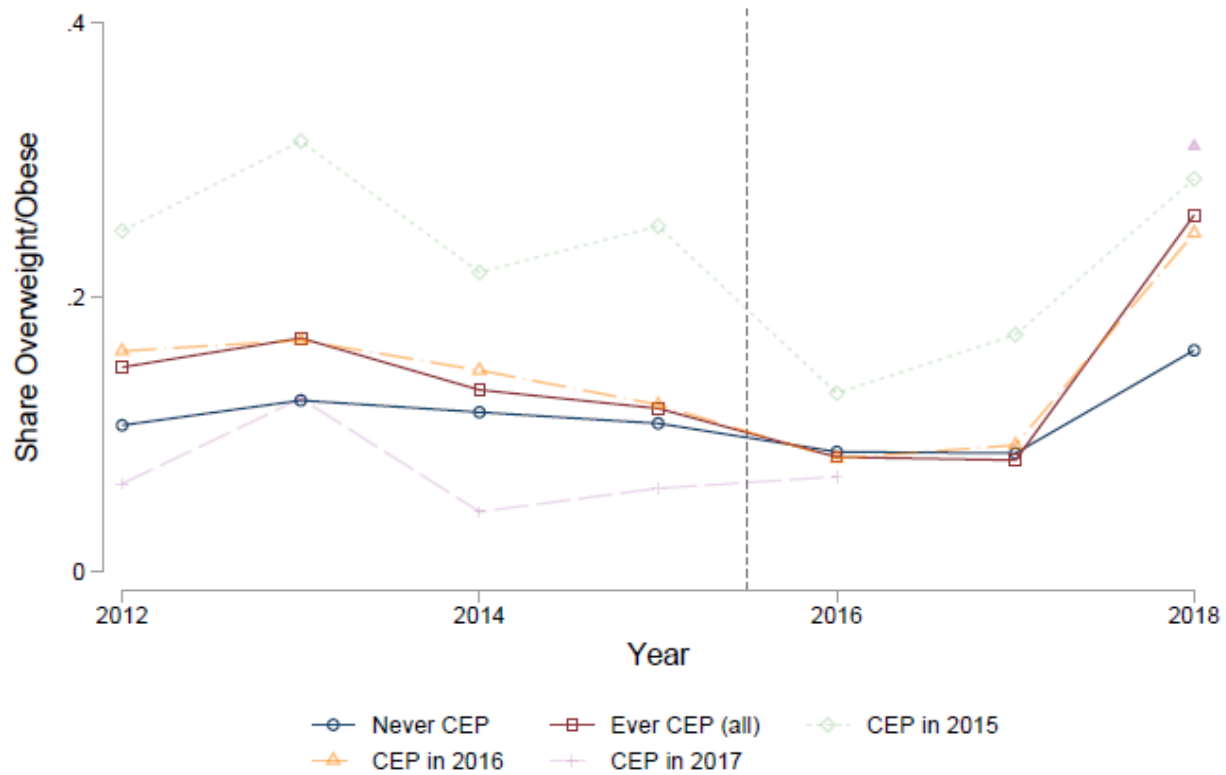 .4
.2
0
Share Overweight/Obese
2012 2014 2016 2018
Year
Never CEP Ever CEP (all) CEP in 2015
CEP in 2016 CEP in 2017